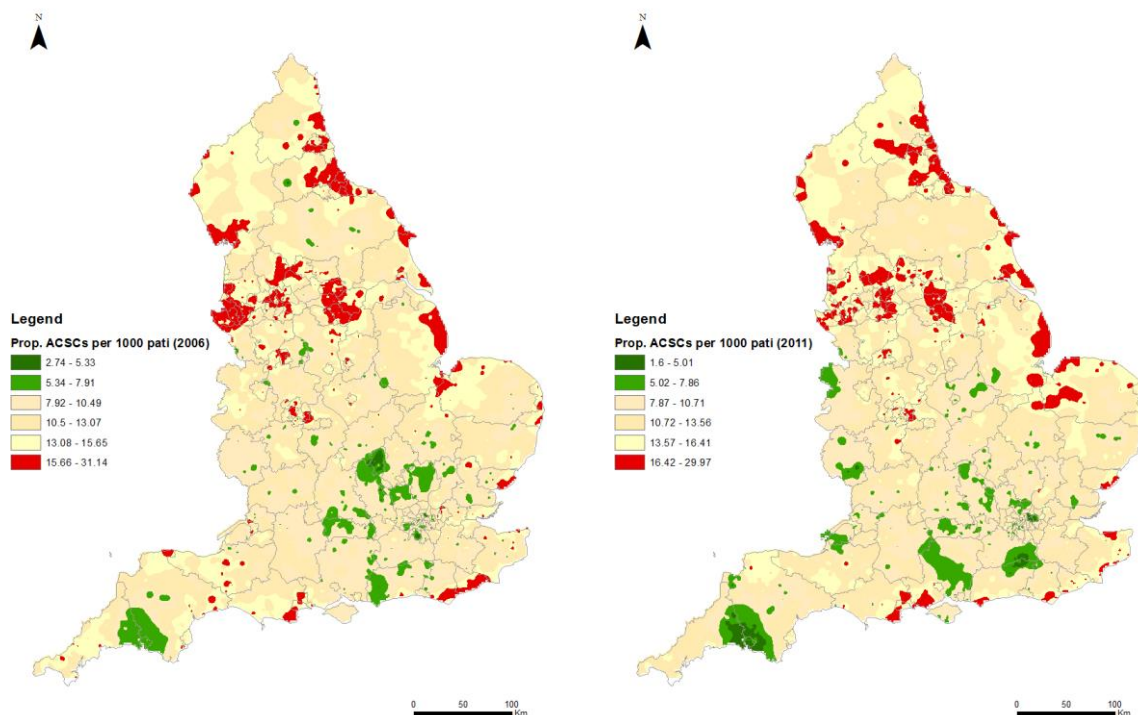 N
Legend
Prop. ACSCs per 1000 pati (2006)
2.74 - 5.33
5.34 - 7.91
7.92 - 10.49
10.5 - 13.07
13.08 - 15.65
15.66 - 31.14
0 50 100
Km
N
Legend
Prop. ACSCs per 1000 pati (2011)
1.6 - 5.01
5.02 - 7.86
7.87 - 10.71
10.72 - 13.56
13.57 - 16.41
16.42 - 29.97
0 50 100
Km